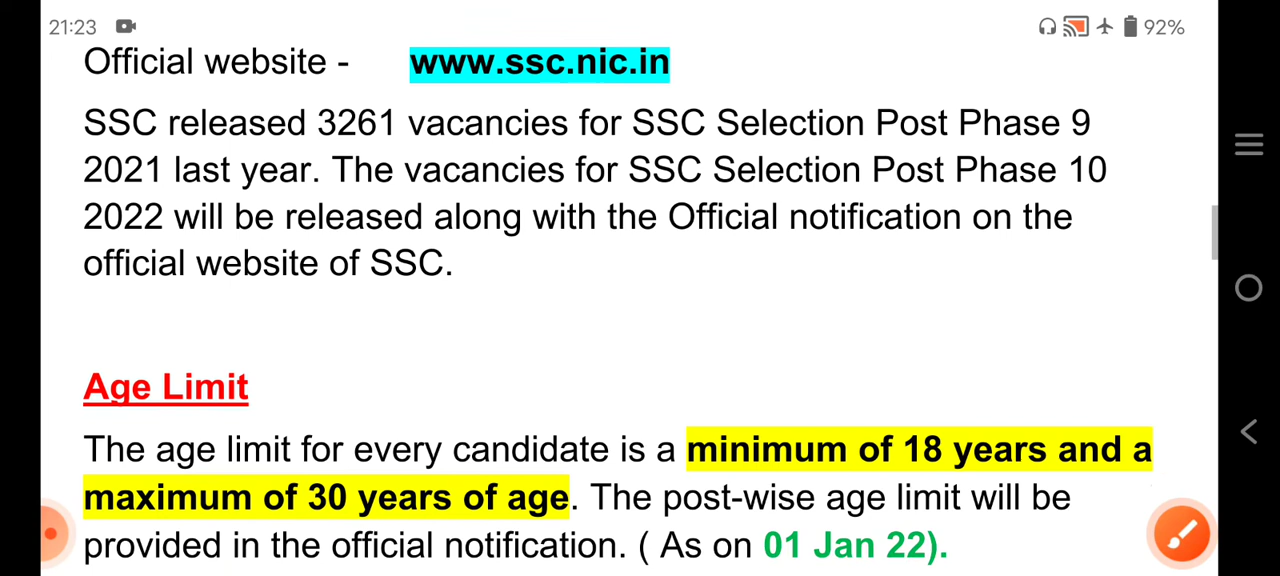 21:23 92%
Official website - www.ssc.nic.in
SSC released 3261 vacancies for SSC Selection Post Phase 9
2021 last year. The vacancies for SSC Selection Post Phase 10
2022 will be released along with the Official notification on the
official website of SSC.
Age Limit
The age limit for every candidate is a minimum of 18 years and a
maximum of 30 years of age. The post-wise age limit will be
provided in the official notification. ( As on 01 Jan 22).